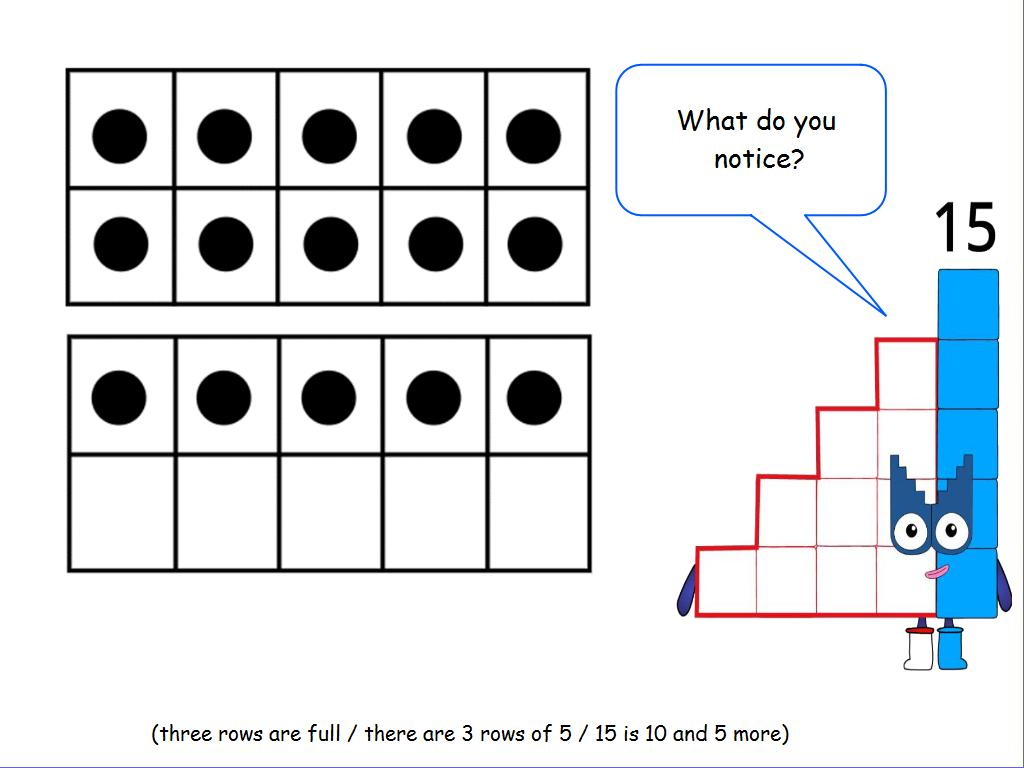 What do you
notice?
15
(three rows are full / there are 3 rows of 5 / 15 is 10 and 5 more)